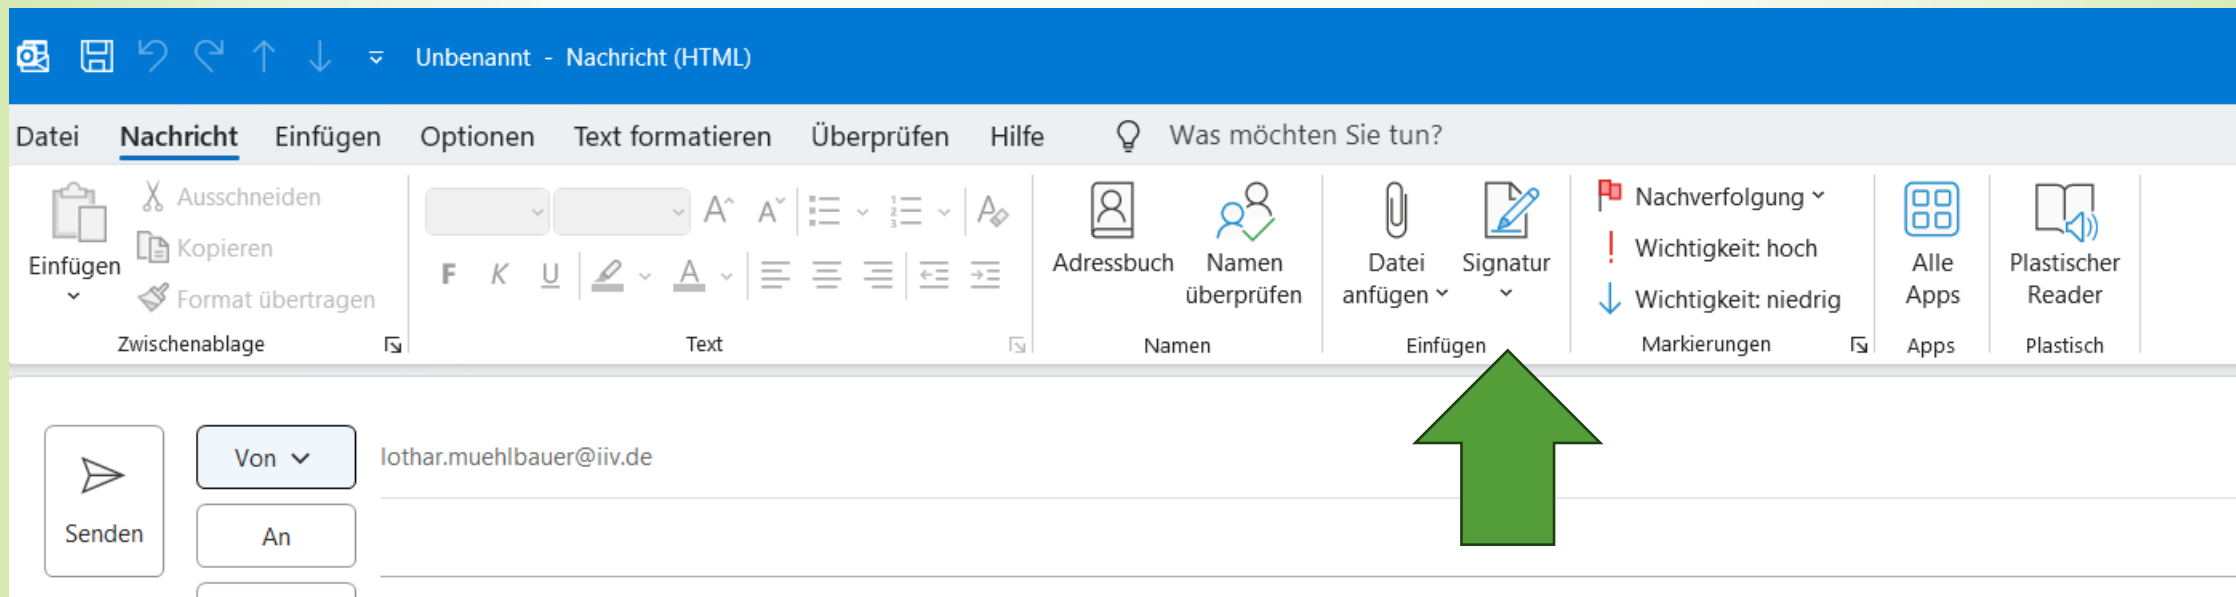 Unbenannt - Nachricht (HTML)
Datei Nachricht Einfügen Optionen Text formatieren Überprüfen Hilfe Was möchten Sie tun?
Einfügen
Ausschneiden
Kopieren
Format übertragen
Zwischenablage
F K U
Text
Adressbuch
Namen
überprüfen
Namen
Datei
anfügen
Signatur
Einfügen
Nachverfolgung
Wichtigkeit: hoch
Wichtigkeit: niedrig
Markierungen
Alle
Apps
Apps
Plastischer
Reader
Plastisch
Senden
Von
lothar.muehlbauer@iiv.de
An